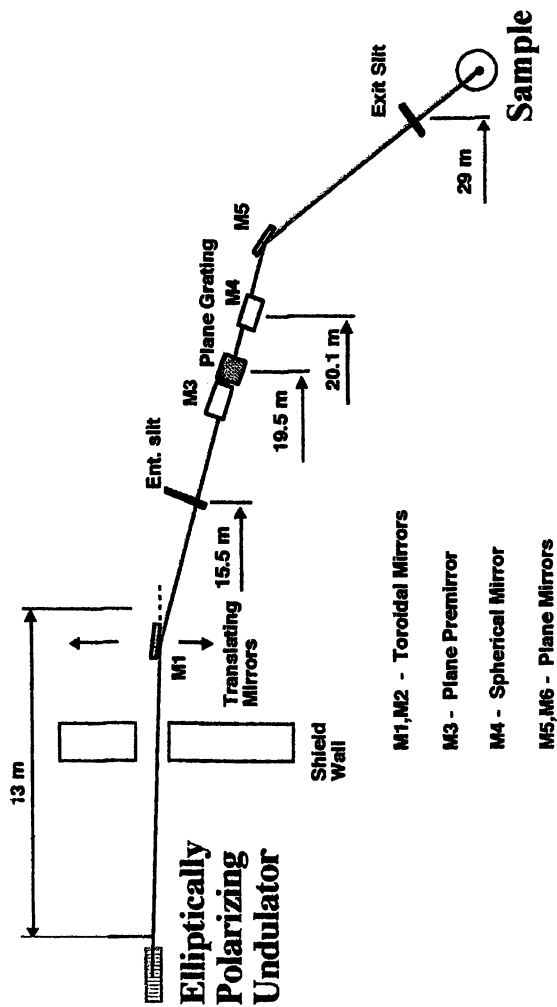 13 m
Elliptically
Polarizing
Undulator
Shield
Wall
M1
Translating
Mirrors
Ent. slit
15.5 m
M3
Plane Grating
M4
19.5 m
20.1 m
M5
Exit Slit
29 m
Sample
M1,M2 - Toroidal Mirrors
M3 - Plane Premirror
M4 - Spherical Mirror
M5,M6 - Plane Mirrors